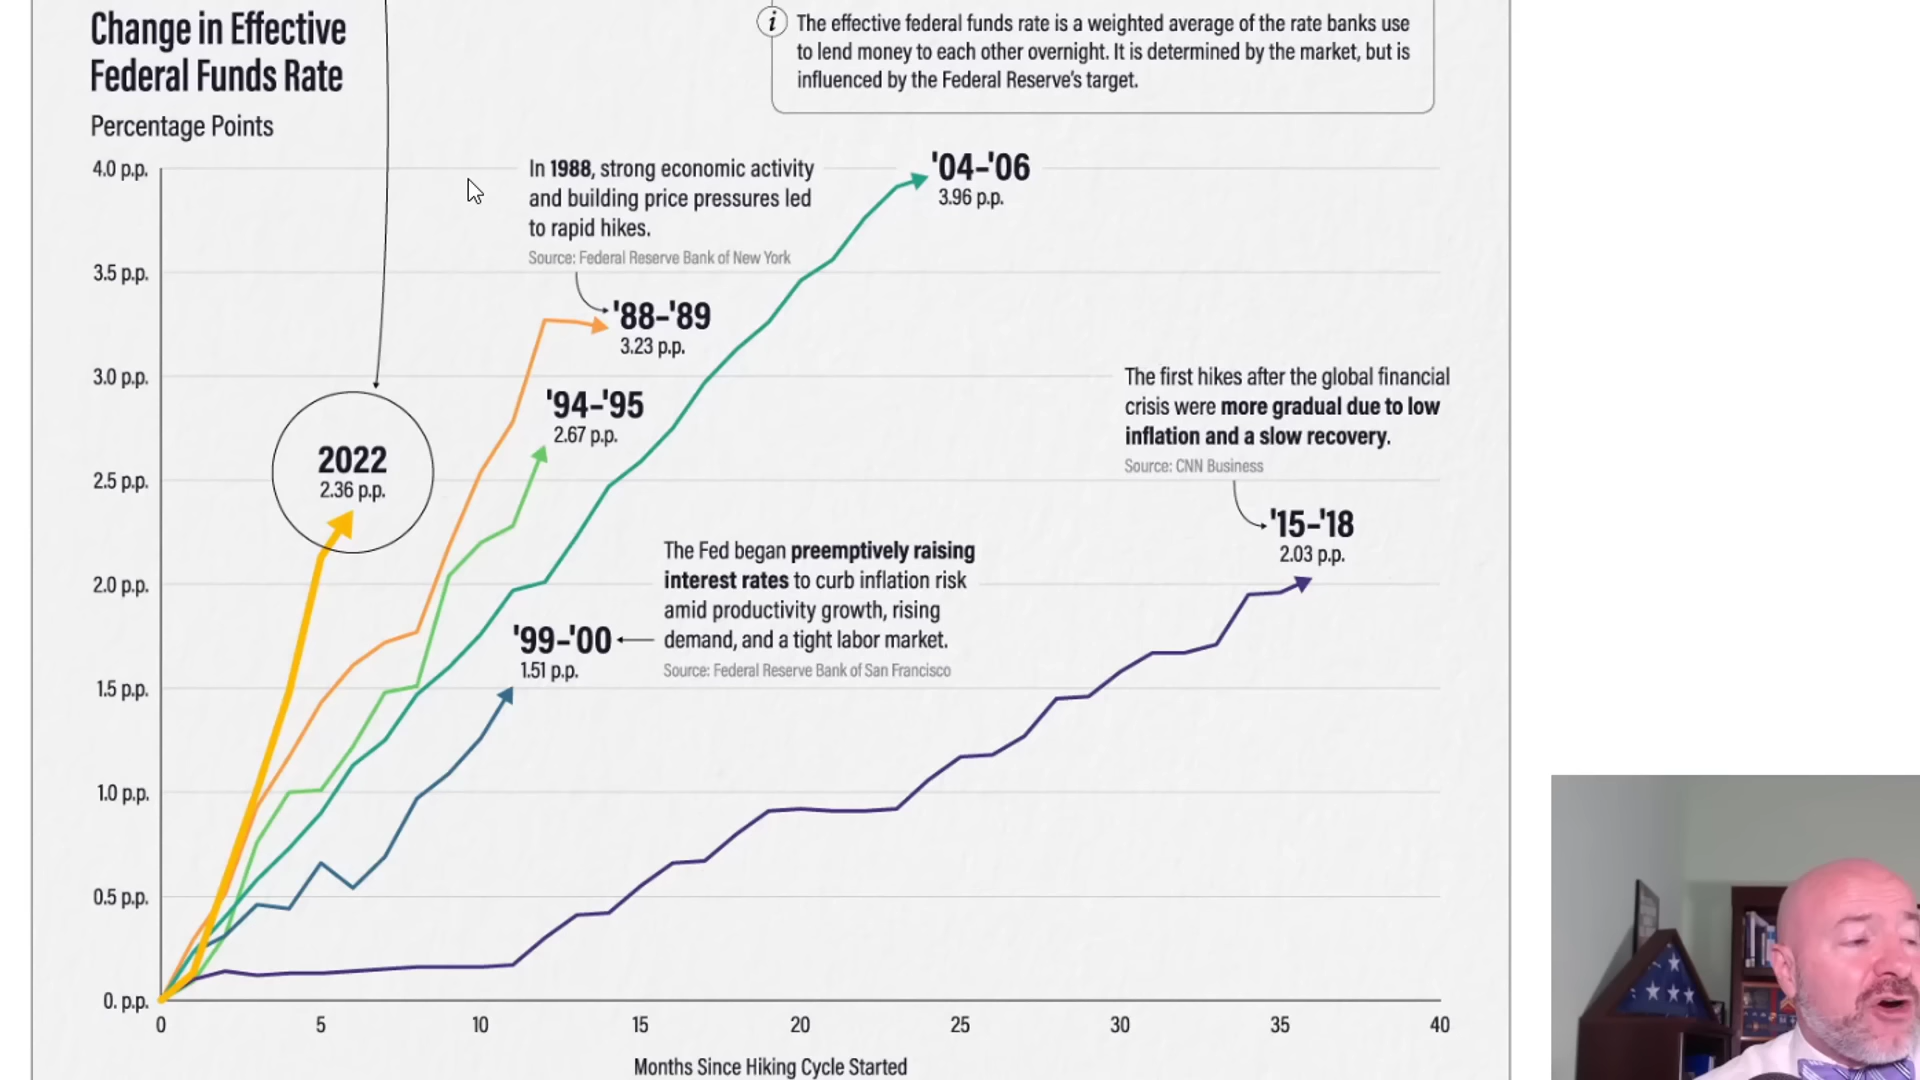 Change in Effective
Federal Funds Rate
Percentage Points
i
The effective federal funds rate is a weighted average of the rate banks use
to lend money to each other overnight. It is determined by the market, but is
influenced by the Federal Reserve's target.
4.0 p.p.
3.5 p.p.
3.0 p.p.
2.5 p.p.
2.0 p.p.
1.5 p.p.
1.0 p.p.
0.5 p.p.
0. p.p.
In 1988, strong economic activity
and building price pressures led
to rapid hikes.
Source: Federal Reserve Bank of New York
'04–'06
3.96 p.p.
'88–'89
3.23 p.p.
'94–'95
2.67 p.p.
2022
2.36 p.p.
The first hikes after the global financial
crisis were more gradual due to low
inflation and a slow recovery.
Source: CNN Business
'15–'18
2.03 p.p.
The Fed began preemptively raising
interest rates to curb inflation risk
amid productivity growth, rising
demand, and a tight labor market.
Source: Federal Reserve Bank of San Francisco
'99–'00
1.51 p.p.
0 5 10 15 20 25 30 35 40
Months Since Hiking Cycle Started